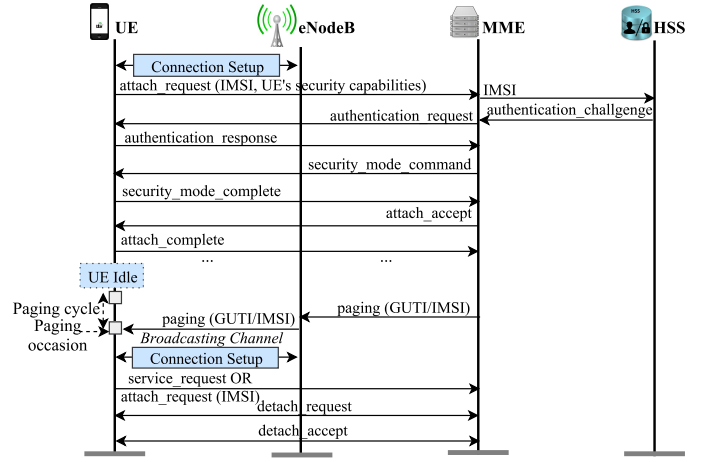 HSS
UE
eNodeB
MME
HSS
Connection Setup
attach_request (IMSI, UE's security capabilities)
IMSI
authentication_challgenge
authentication_request
authentication_response
security_mode_command
security_mode_complete
attach_accept
attach_complete
...
...
UE Idle
Paging cycle
paging (GUTI/IMSI)
paging (GUTI/IMSI)
Paging
occasion
Broadcasting Channel
Connection Setup
service_request OR
attach_request (IMSI)
detach_request
detach_accept